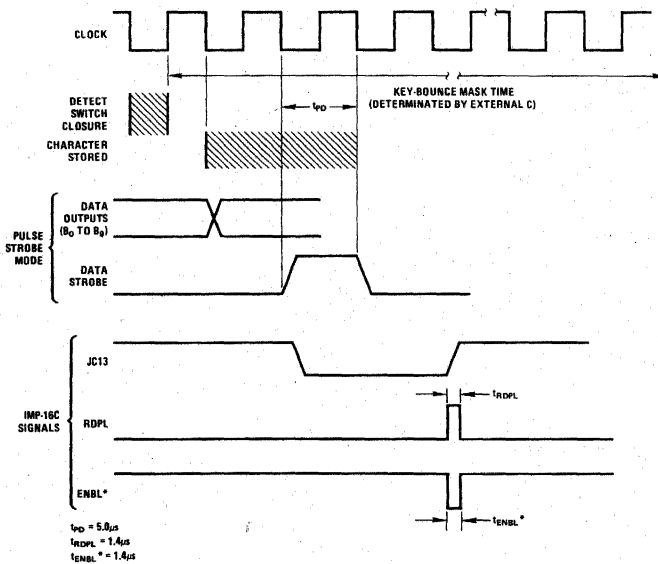 CLOCK
KEY-BOUNCE MASK TIME
(DETERMINATED BY EXTERNAL C)
tPD
DETECT
SWITCH
CLOSURE
CHARACTER
STORED
PULSE
STROBE
MODE
DATA
OUTPUTS
(B0 TO B9)
DATA
STROBE
IMP-16C
SIGNALS
JC13
tRDPL
RDPL
ENBL*
tENBL*
tPD = 5.0μs
tRDPL = 1.4μs
tENBL* = 1.4μs